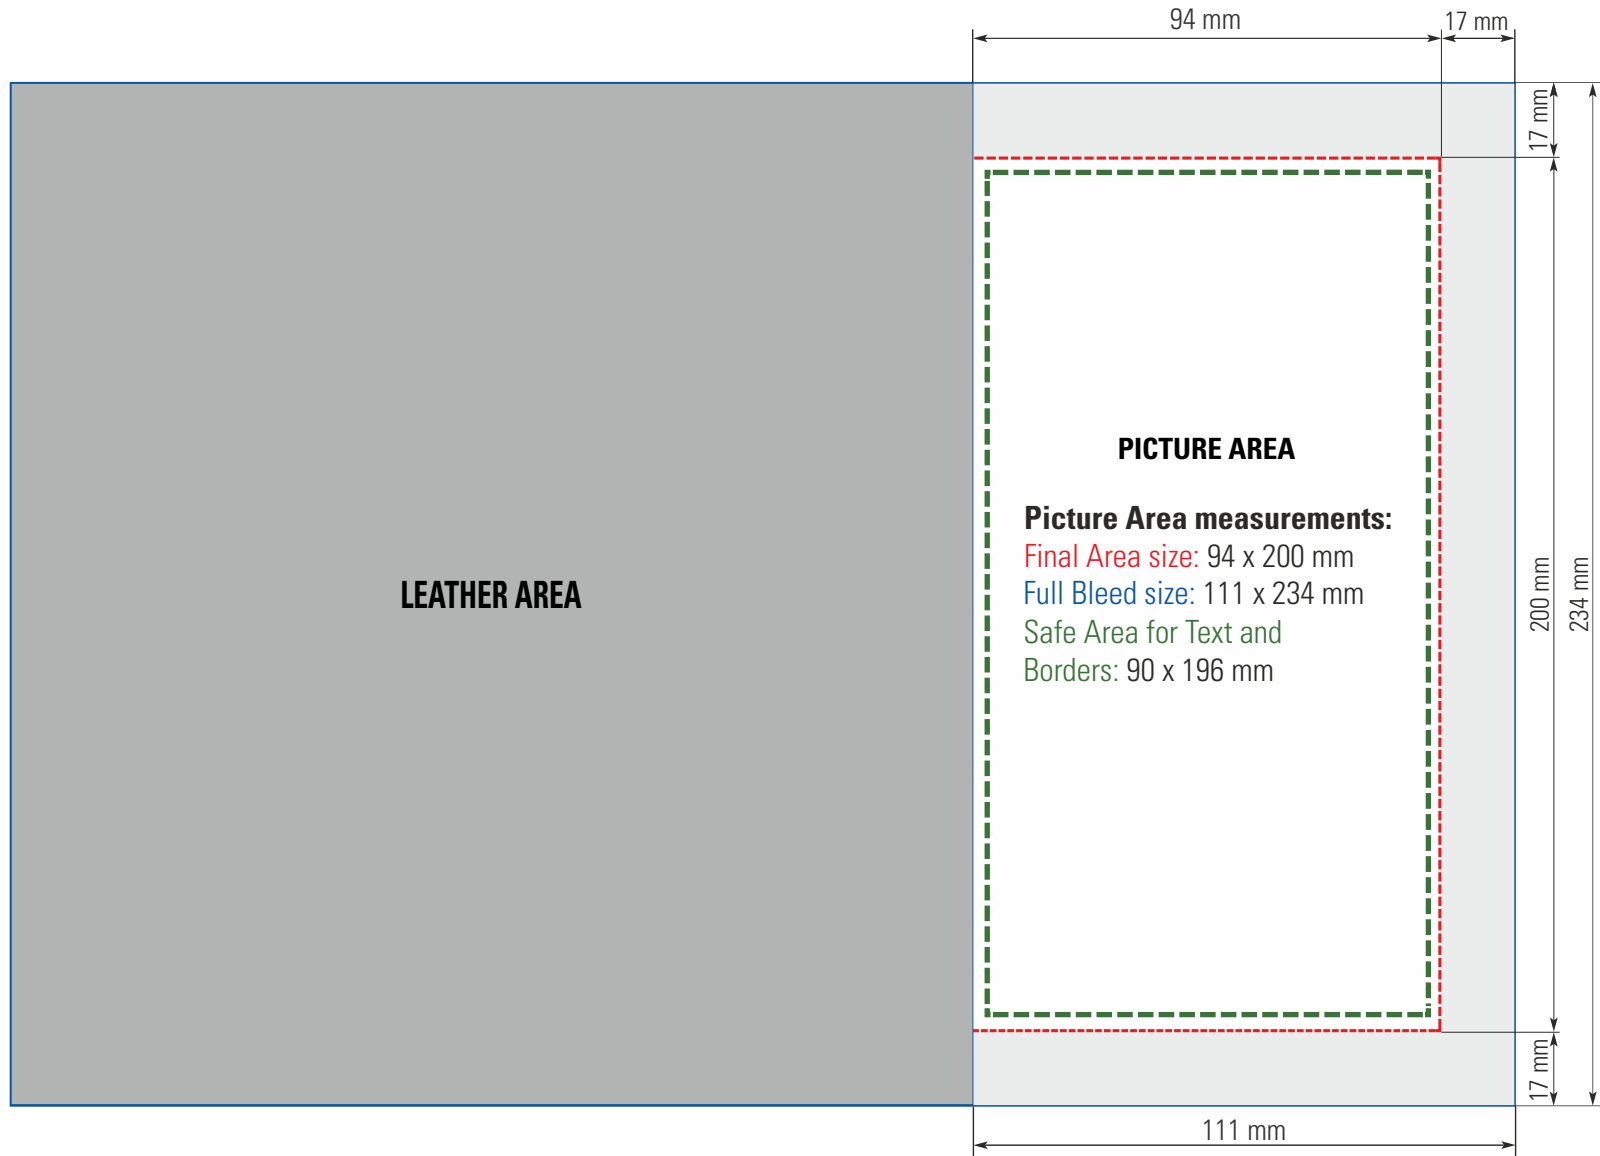 94 mm
17 mm
17 mm
PICTURE AREA
Picture Area measurements:
Final Area size: 94 x 200 mm
Full Bleed size: 111 x 234 mm
Safe Area for Text and
Borders: 90 x 196 mm
LEATHER AREA
200 mm
234 mm
17 mm
111 mm